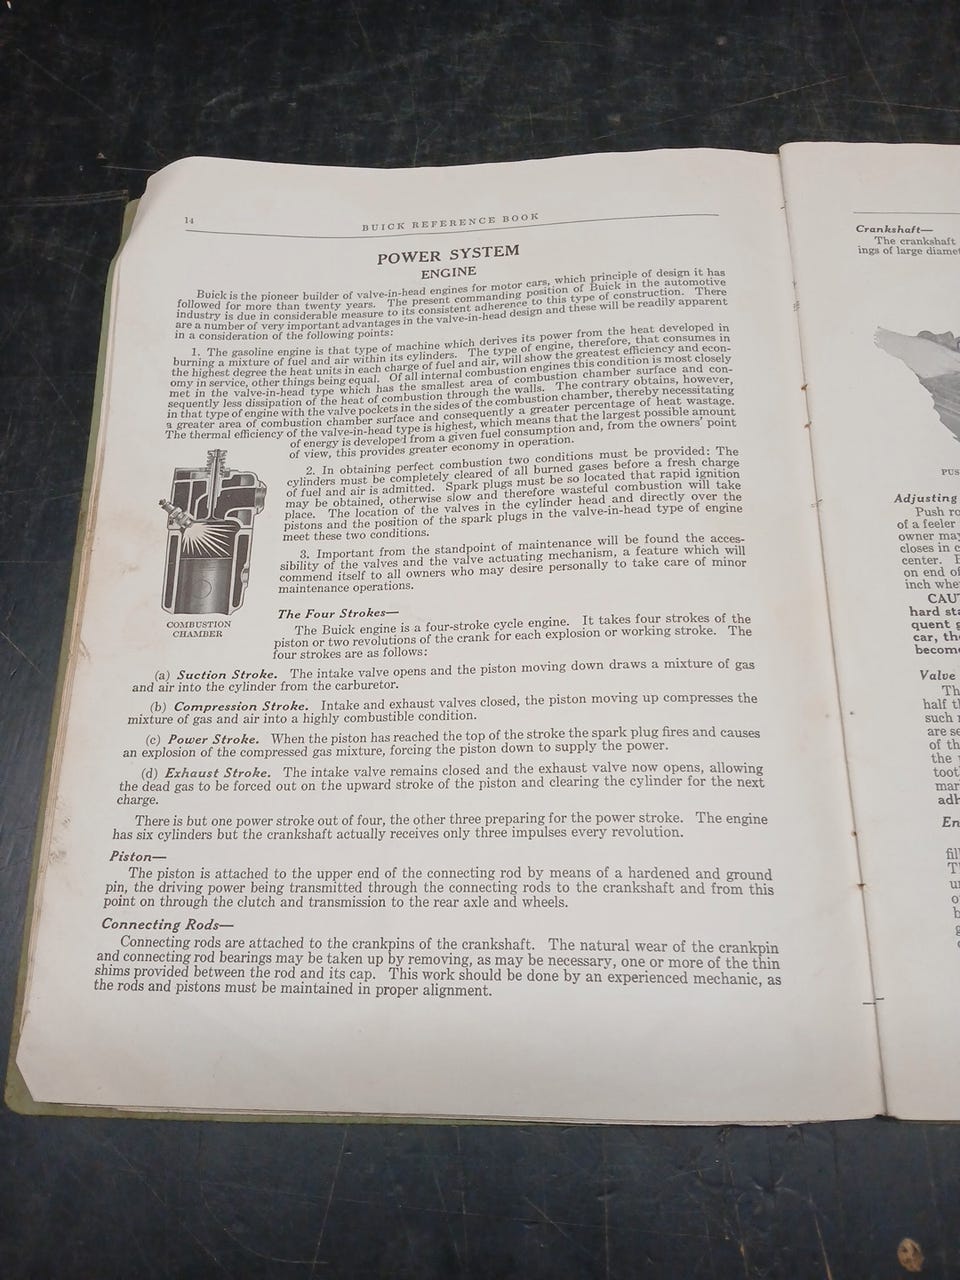 14
BUICK REFERENCE BOOK
POWER SYSTEM
ENGINE
Buick is the pioneer builder of valve-in-head engines for motor cars, which principle of design it has
followed for more than twenty years. The present commanding position of Buick in the automotive
industry is due in considerable measure to its consistent adherence to this type of construction. There
are a number of very important advantages in the valve-in-head design and these will be readily apparent
in a consideration of the following points:
1. The gasoline engine is that type of machine which derives its power from the heat developed in
burning a mixture of fuel and air within its cylinders. The type of engine, therefore, that consumes in
the highest degree the heat units in each charge of fuel and air, will show the greatest efficiency and econ-
omy in service, other things being equal. Of all internal combustion engines this condition is most closely
met in the valve-in-head type which has the smallest area of combustion chamber surface and con-
sequently less dissipation of the heat of combustion through the walls. The contrary obtains, however,
in that type of engine with the valve pockets in the sides of the combustion chamber, thereby necessitating
a greater area of combustion chamber surface and consequently a greater percentage of heat wastage.
The thermal efficiency of the valve-in-head type is highest, which means that the largest possible amount
of energy is developed from a given fuel consumption and, from the owners' point
of view, this provides greater economy in operation.
2. In obtaining perfect combustion two conditions must be provided: The
cylinders must be completely cleared of all burned gases before a fresh charge
of fuel and air is admitted. Spark plugs must be so located that rapid ignition
may be obtained, otherwise slow and therefore wasteful combustion will take
place. The location of the valves in the cylinder head and directly over the
pistons and the position of the spark plugs in the valve-in-head type of engine
meet these two conditions.
3. Important from the standpoint of maintenance will be found the acces-
sibility of the valves and the valve actuating mechanism, a feature which will
commend itself to all owners who may desire personally to take care of minor
maintenance operations.
COMBUSTION
CHAMBER
The Four Strokes—
The Buick engine is a four-stroke cycle engine. It takes four strokes of the
piston or two revolutions of the crank for each explosion or working stroke. The
four strokes are as follows:
(a) Suction Stroke. The intake valve opens and the piston moving down draws a mixture of gas
and air into the cylinder from the carburetor.
(b) Compression Stroke. Intake and exhaust valves closed, the piston moving up compresses the
mixture of gas and air into a highly combustible condition.
(c) Power Stroke. When the piston has reached the top of the stroke the spark plug fires and causes
an explosion of the compressed gas mixture, forcing the piston down to supply the power.
(d) Exhaust Stroke. The intake valve remains closed and the exhaust valve now opens, allowing
the dead gas to be forced out on the upward stroke of the piston and clearing the cylinder for the next
charge.
There is but one power stroke out of four, the other three preparing for the power stroke. The engine
has six cylinders but the crankshaft actually receives only three impulses every revolution.
Piston—
The piston is attached to the upper end of the connecting rod by means of a hardened and ground
pin, the driving power being transmitted through the connecting rods to the crankshaft and from this
point on through the clutch and transmission to the rear axle and wheels.
Connecting Rods—
Connecting rods are attached to the crankpins of the crankshaft. The natural wear of the crankpin
and connecting rod bearings may be taken up by removing, as may be necessary, one or more of the thin
shims provided between the rod and its cap. This work should be done by an experienced mechanic, as
the rods and pistons must be maintained in proper alignment.
Crankshaft—
The crankshaft
ings of large diame
PUS
Adjusting
Push ro
of a feeler
owner may
closes in c
center.
on end of
inch whe
CAU
hard sta
quent
car, th
becom
Valve
Th
half th
such
are se
of th
the
toot
mar
adh
En
fil
T
u
o
b
g